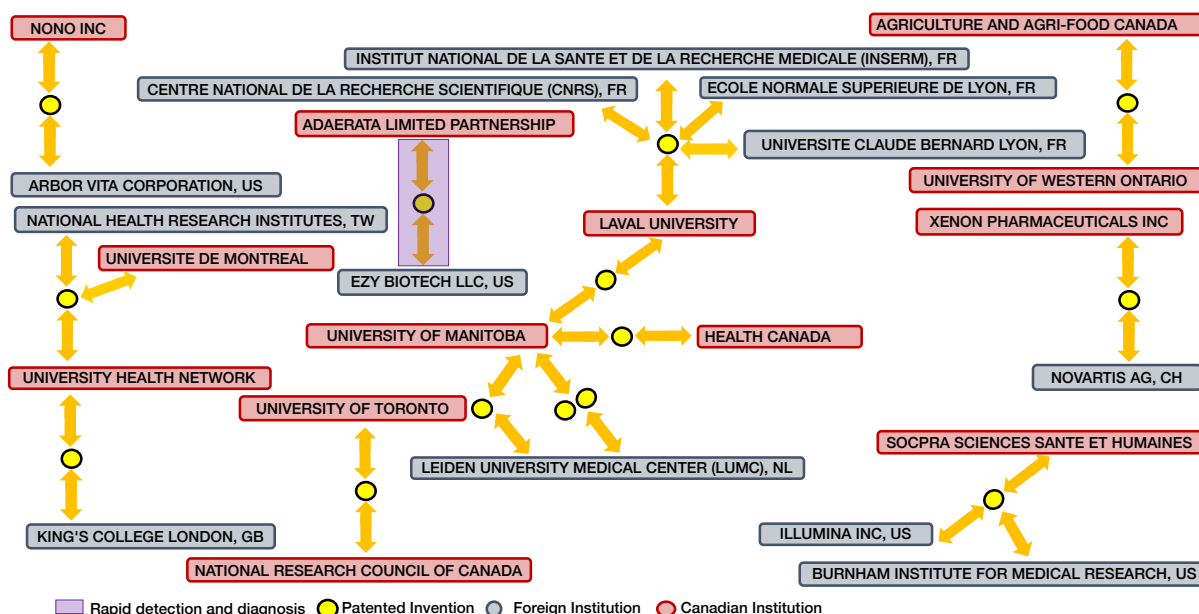 NONO INC
AGRICULTURE AND AGRI-FOOD CANADA
INSTITUT NATIONAL DE LA SANTE ET DE LA RECHERCHE MEDICALE (INSERM), FR
CENTRE NATIONAL DE LA RECHERCHE SCIENTIFIQUE (CNRS), FR
ECOLE NORMALE SUPERIEURE DE LYON, FR
ADAERATA LIMITED PARTNERSHIP
UNIVERSITE CLAUDE BERNARD LYON, FR
ARBOR VITA CORPORATION, US
UNIVERSITY OF WESTERN ONTARIO
NATIONAL HEALTH RESEARCH INSTITUTES, TW
LAVAL UNIVERSITY
XENON PHARMACEUTICALS INC
UNIVERSITE DE MONTREAL
EZY BIOTECH LLC, US
UNIVERSITY OF MANITOBA
HEALTH CANADA
UNIVERSITY HEALTH NETWORK
NOVARTIS AG, CH
UNIVERSITY OF TORONTO
SOCPRA SCIENCES SANTE ET HUMAINES
LEIDEN UNIVERSITY MEDICAL CENTER (LUMC), NL
KING'S COLLEGE LONDON, GB
ILLUMINA INC, US
NATIONAL RESEARCH COUNCIL OF CANADA
BURNHAM INSTITUTE FOR MEDICAL RESEARCH, US
Rapid detection and diagnosis
Patented Invention
Foreign Institution
Canadian Institution